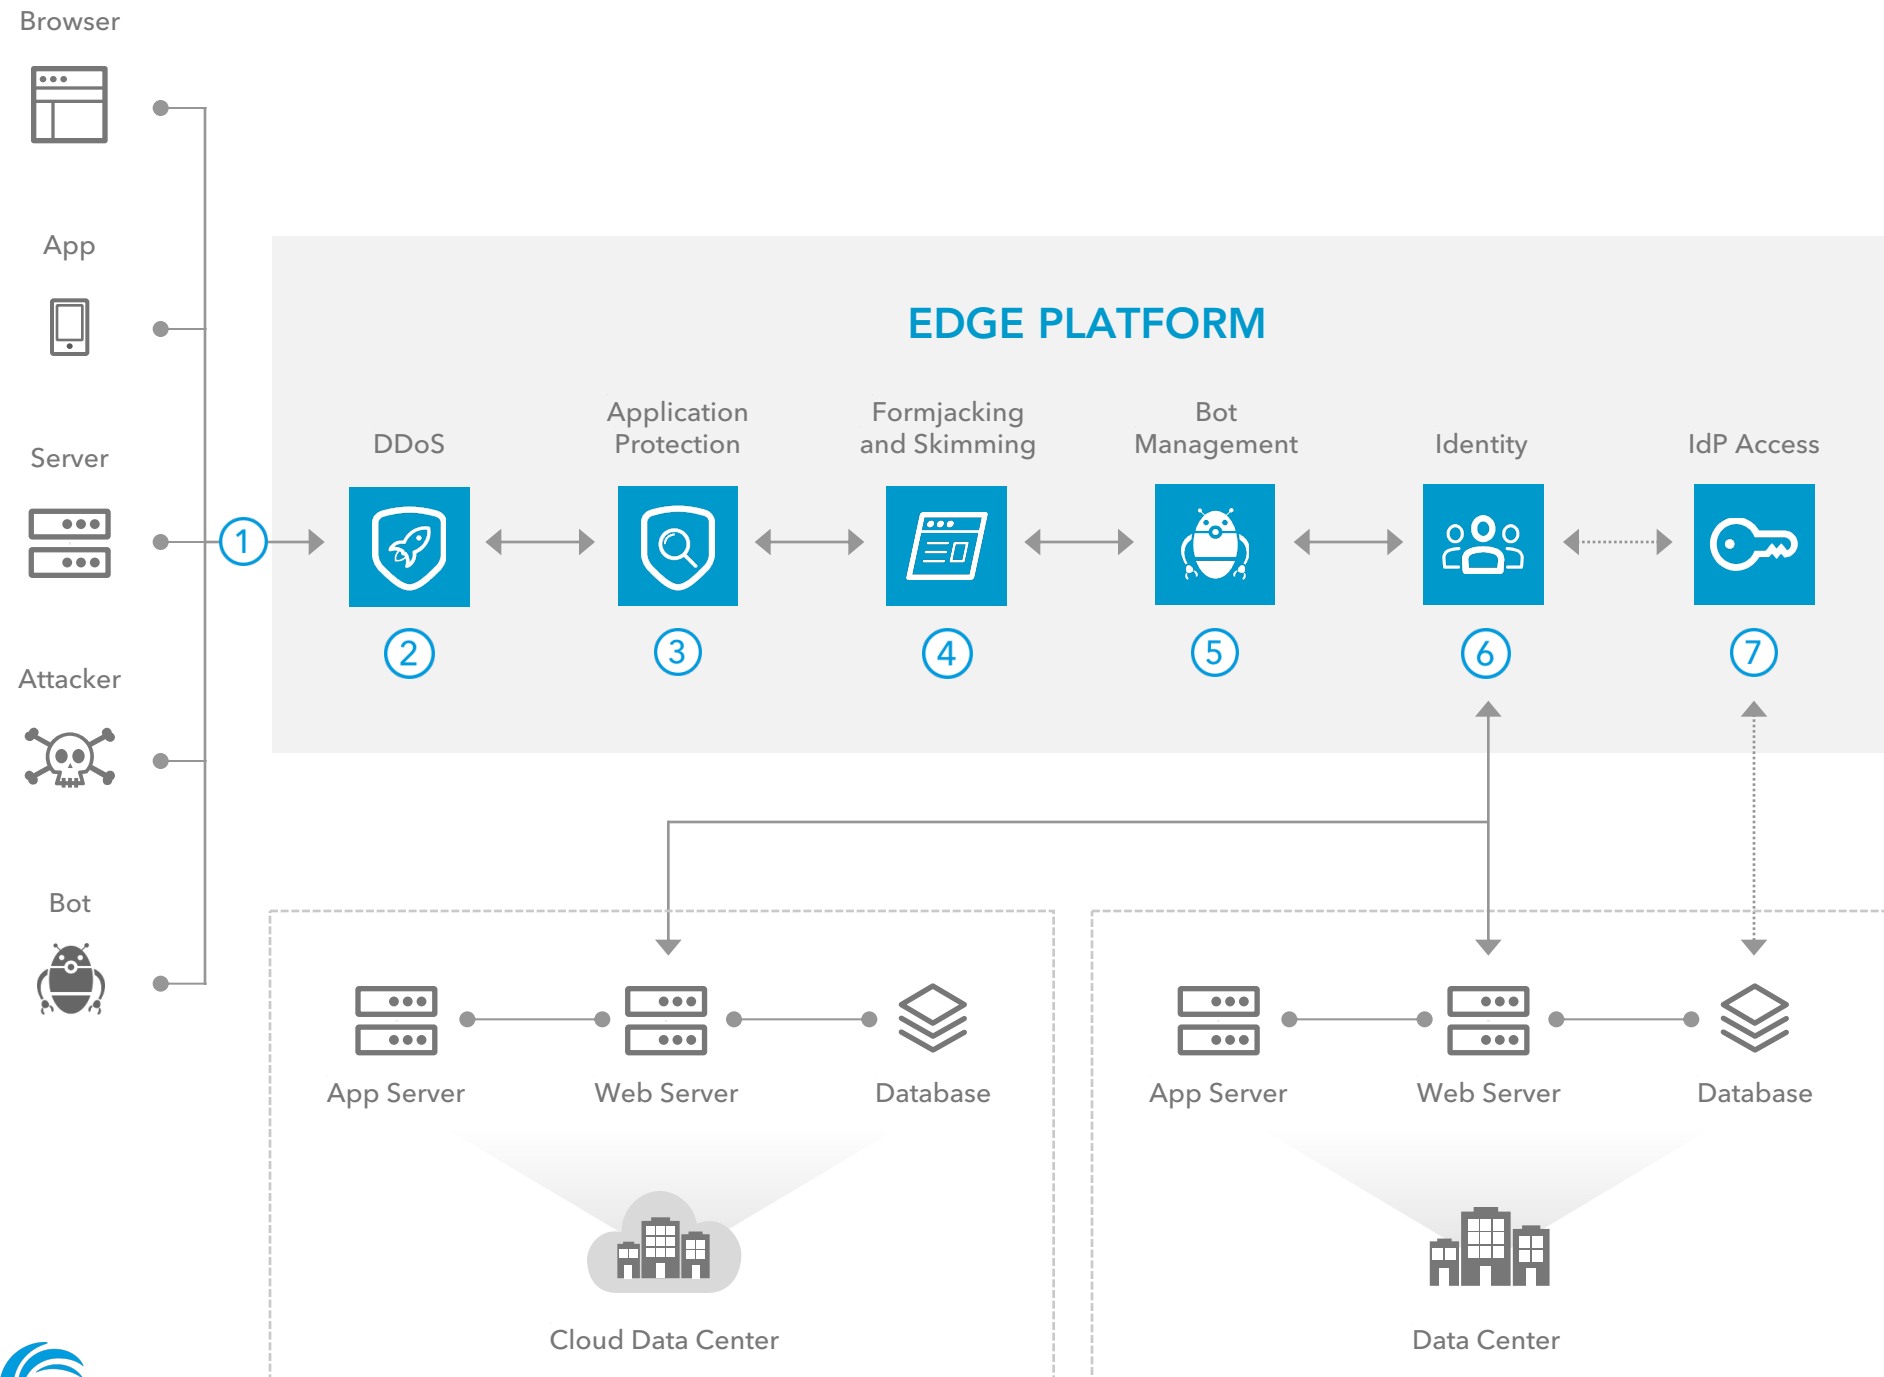 Browser
App
Server
Attacker
Bot
1
EDGE PLATFORM
DDoS
Application
Protection
Formjacking
and Skimming
Bot
Management
Identity
IdP Access
2
3
4
5
6
7
App Server
Web Server
Database
Cloud Data Center
App Server
Web Server
Database
Data Center